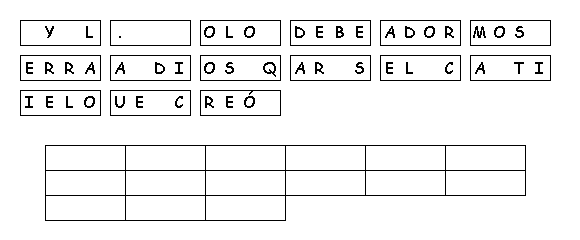 Y L . OLO DEBE ADOR MOS
ERRA A DI OS Q AR S EL C A TI
IELO UE C REÓ